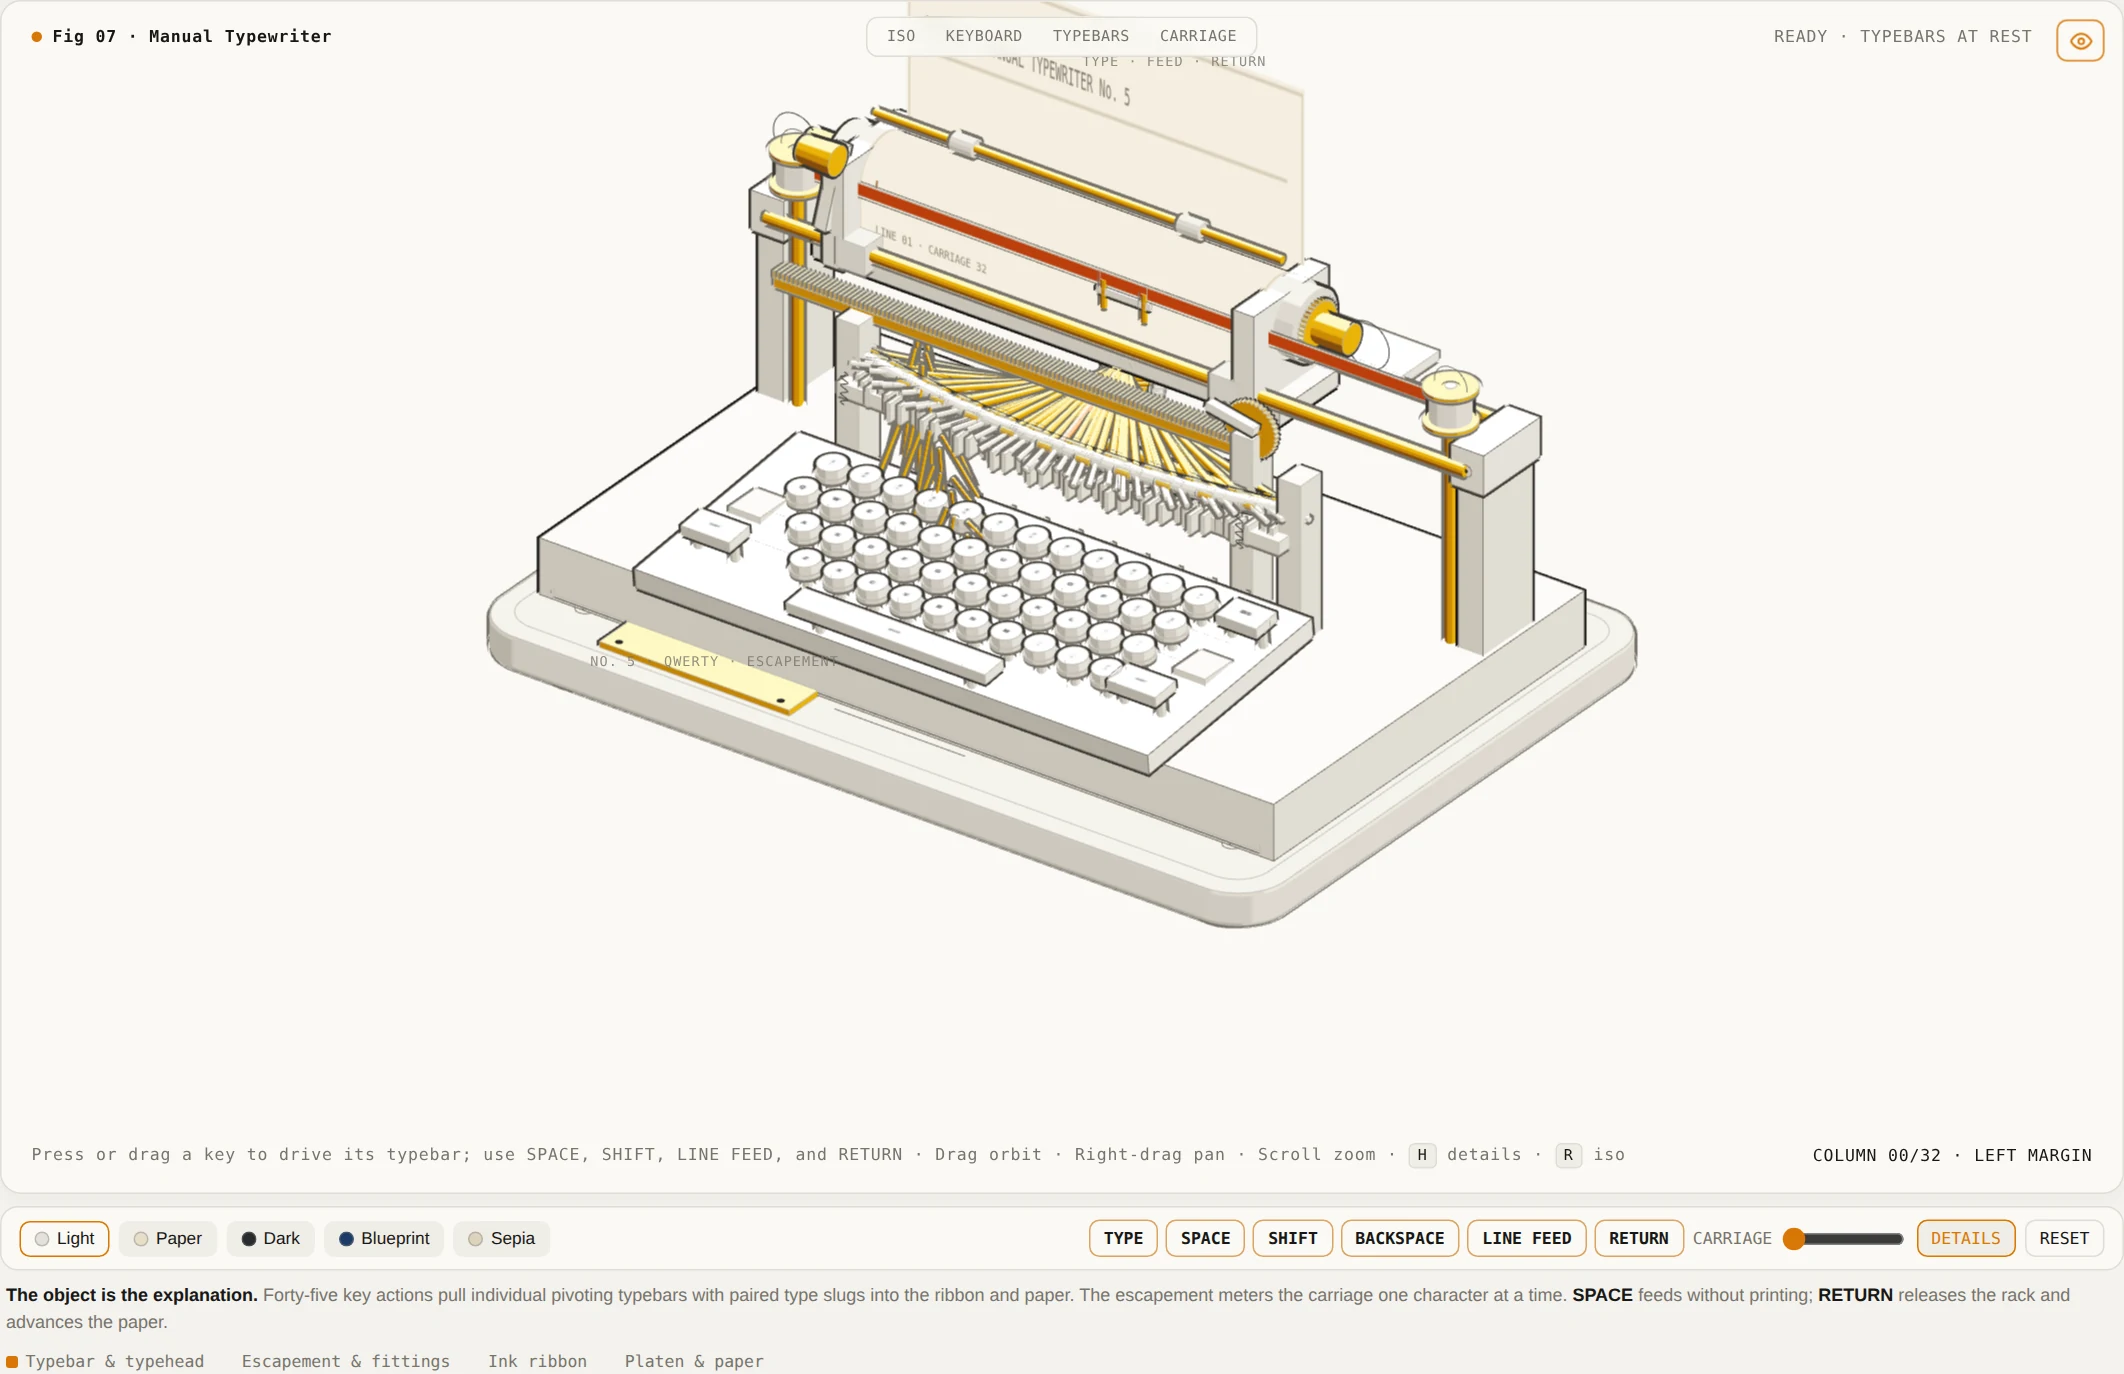 Fig 07 · Manual Typewriter
ISO KEYBOARD TYPEBARS CARRIAGE
READY · TYPEBARS AT REST
TYPE · FEED · RETURN
TYPEWRITER No. 5
LINE 01 · CARRIAGE 32
NO. 5 · QWERTY · ESCAPEMENT
Press or drag a key to drive its typebar; use SPACE, SHIFT, LINE FEED, and RETURN · Drag orbit · Right-drag pan · Scroll zoom · H details · R iso
COLUMN 00/32 · LEFT MARGIN
Light Paper Dark Blueprint Sepia
TYPE SPACE SHIFT BACKSPACE LINE FEED RETURN CARRIAGE DETAILS RESET
The object is the explanation. Forty-five key actions pull individual pivoting typebars with paired type slugs into the ribbon and paper. The escapement meters the carriage one character at a time. SPACE feeds without printing; RETURN releases the rack and
advances the paper.
Typebar & typehead Escapement & fittings Ink ribbon Platen & paper